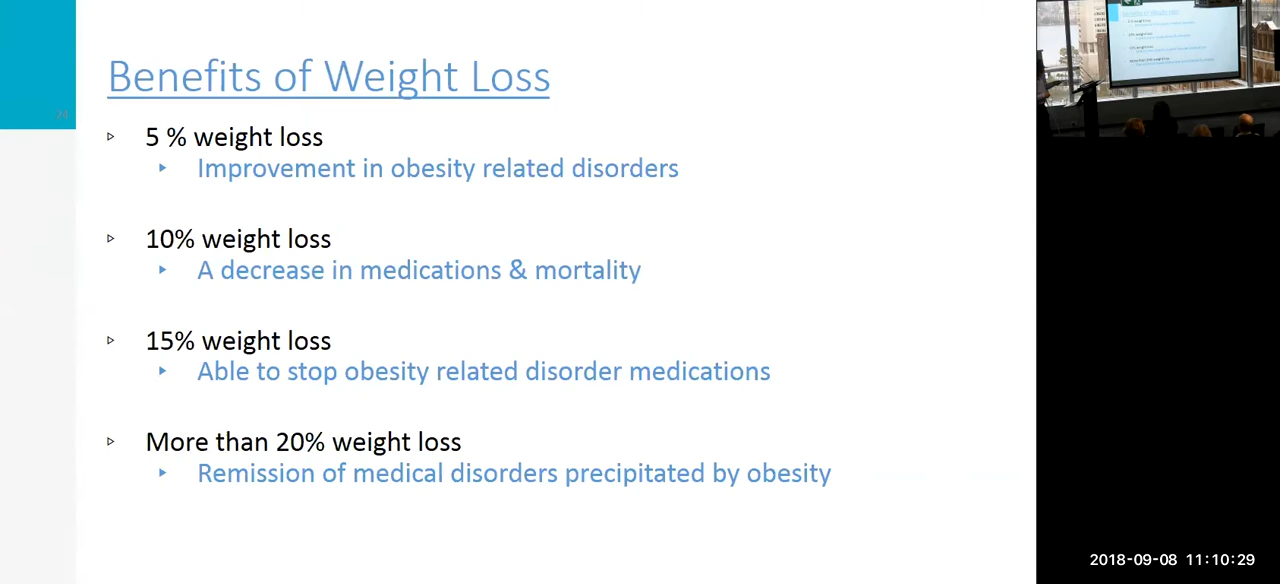 Benefits of Weight Loss
24
5 % weight loss
Improvement in obesity related disorders
10% weight loss
A decrease in medications & mortality
15% weight loss
Able to stop obesity related disorder medications
More than 20% weight loss
Remission of medical disorders precipitated by obesity
2018-09-08 11:10:29